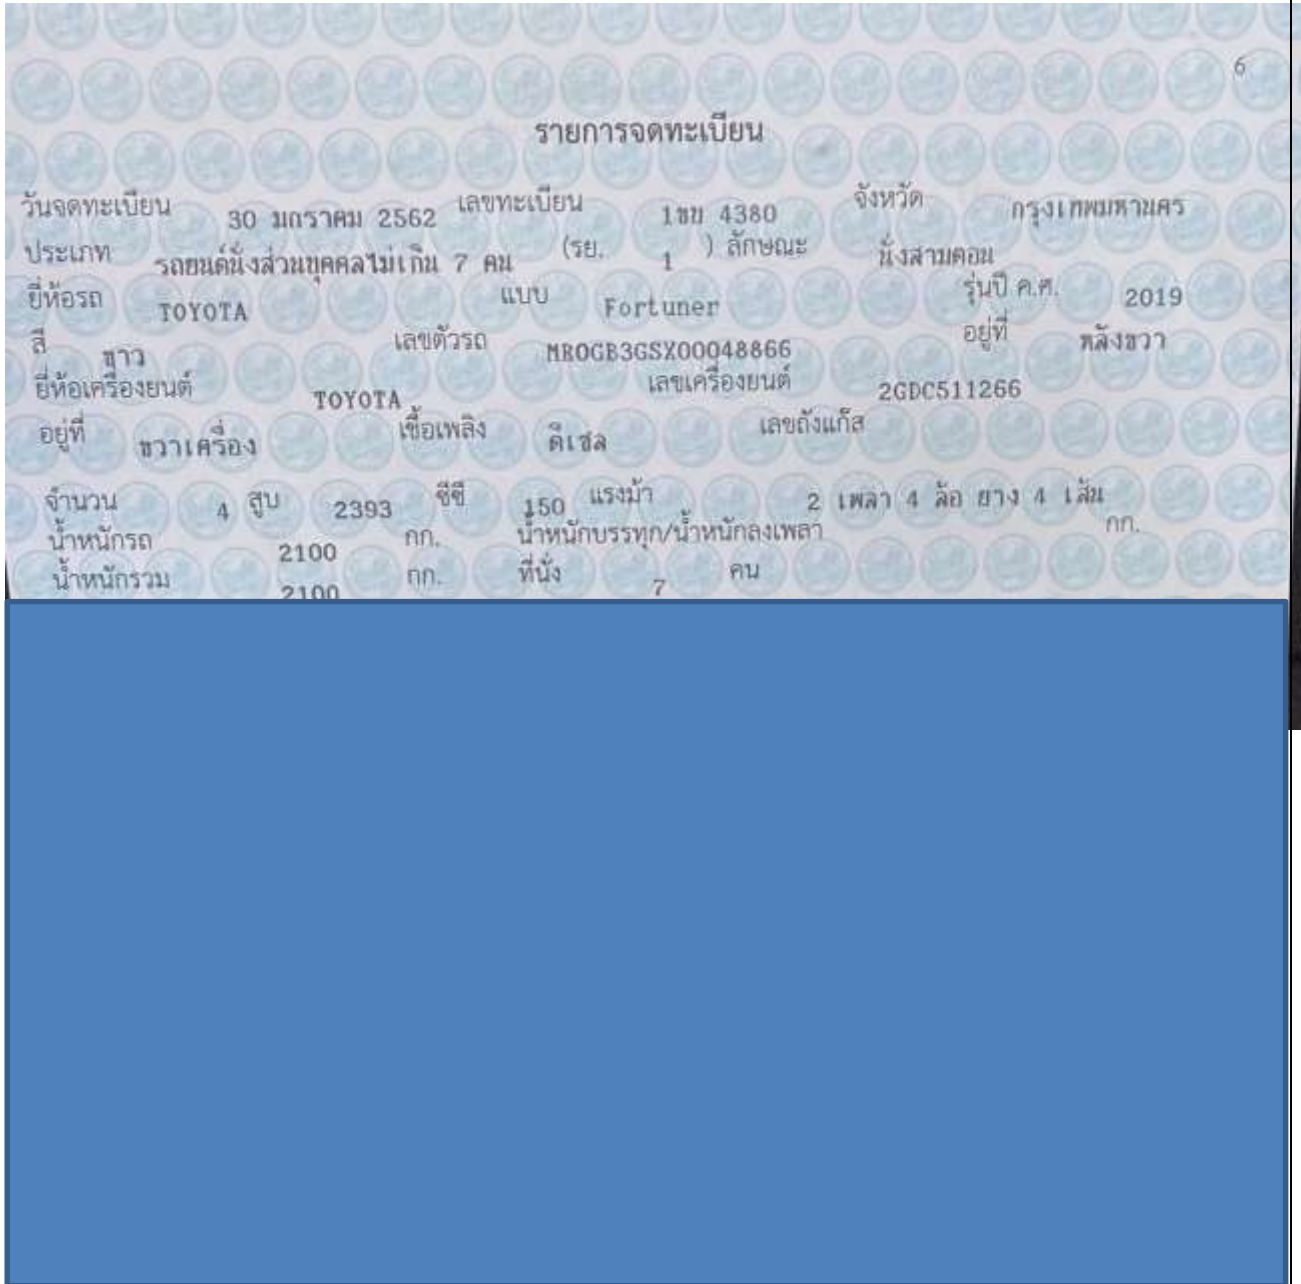 6
รายการจดทะเบียน
วันจดทะเบียน 30 มกราคม 2562 เลขทะเบียน 1ขข 4380 จังหวัด กรุงเทพมหานคร
ประเภท รถยนต์นั่งส่วนบุคคลไม่เกิน 7 คน (รย. 1 ) ลักษณะ นั่งสามตอน
ยี่ห้อรถ TOYOTA แบบ Fortuner รุ่นปี ค.ศ. 2019
สี ขาว เลขตัวรถ MR0GB3GSX00048866 อยู่ที่ หลังขวา
ยี่ห้อเครื่องยนต์ TOYOTA เลขเครื่องยนต์ 2GDC511266
อยู่ที่ ขวาเครื่อง เชื้อเพลิง ดีเซล เลขถังแก๊ส
จำนวน 4 สูบ 2393 ซีซี 150 แรงม้า 2 เพลา 4 ล้อ ยาง 4 เส้น
น้ำหนักรถ 2100 กก. น้ำหนักบรรทุก/น้ำหนักลงเพลา กก.
น้ำหนักรวม 2100 กก. ที่นั่ง 7 คน